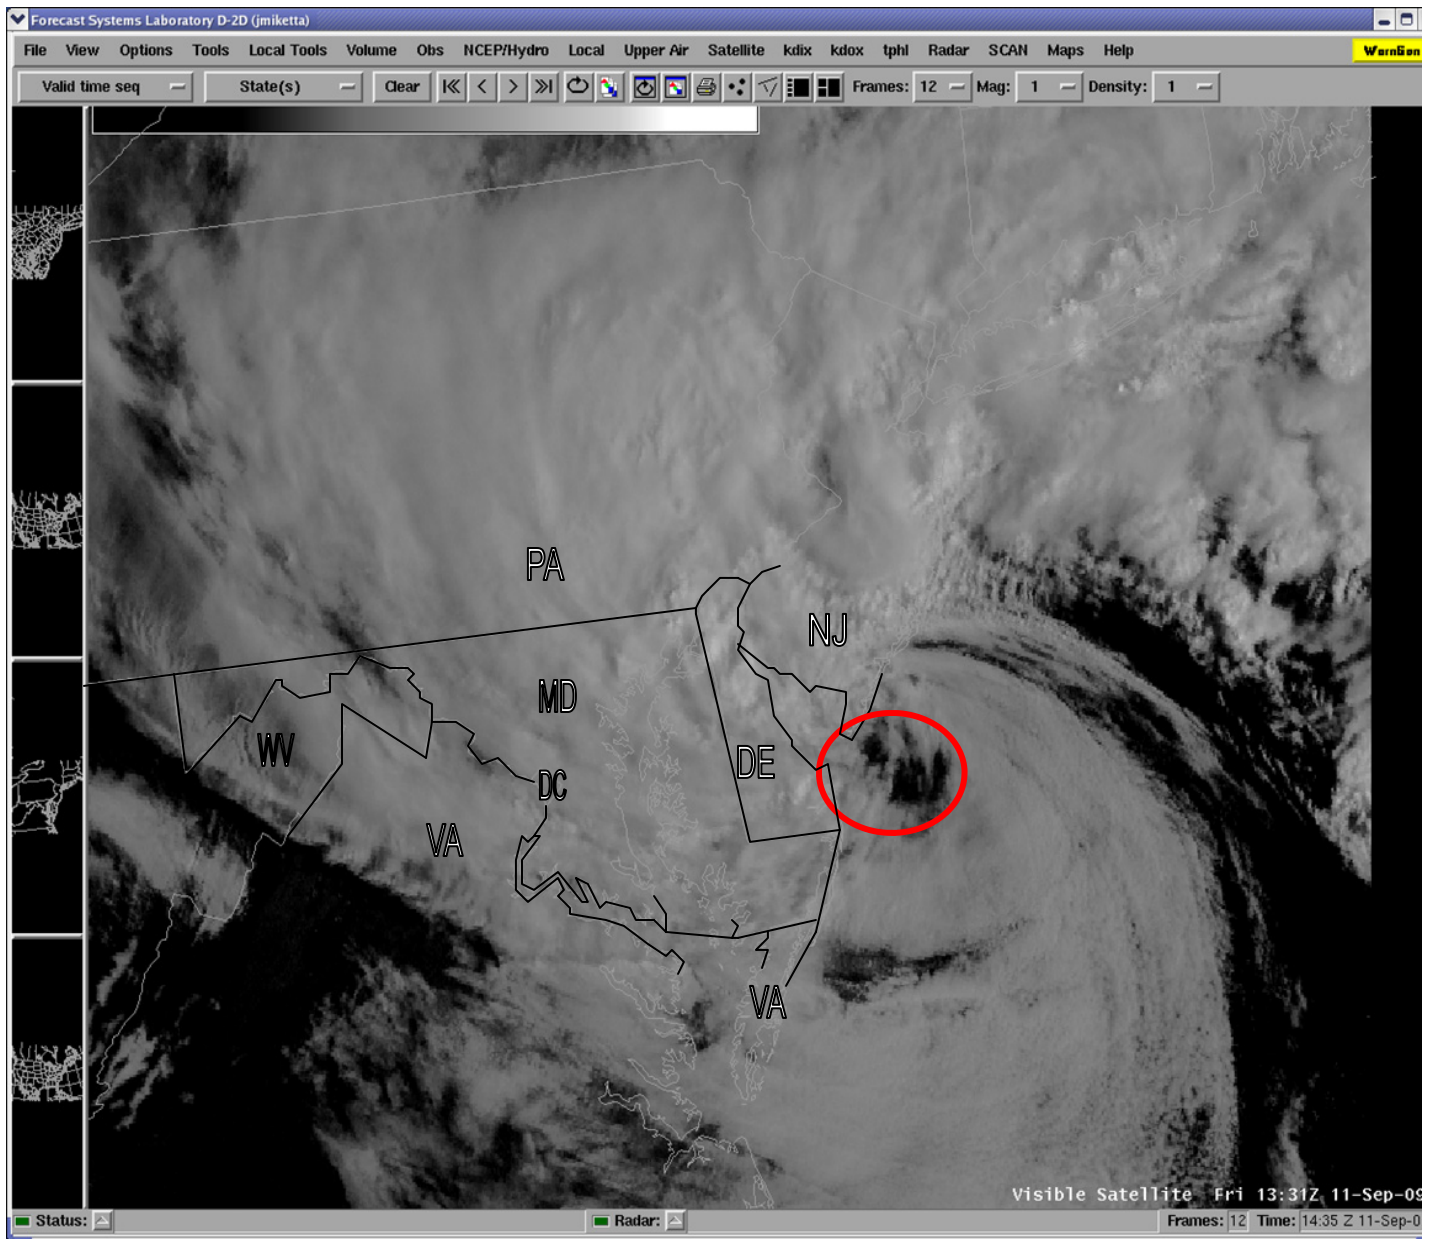 Forecast Systems Laboratory D-2D (jmiketta)
File View Options Tools Local Tools Volume Obs NCEP/Hydro Local Upper Air Satellite kdix kdox tphl Radar SCAN Maps Help WarnGen
Valid time seq State(s) Clear Frames: 12 Mag: 1 Density: 1
PA
NJ
MD
WV
DE
DC
VA
VA
Visible Satellite Fri 13:31Z 11-Sep-09
Status: Radar: Frames: 12 Time: 14:35 Z 11-Sep-0